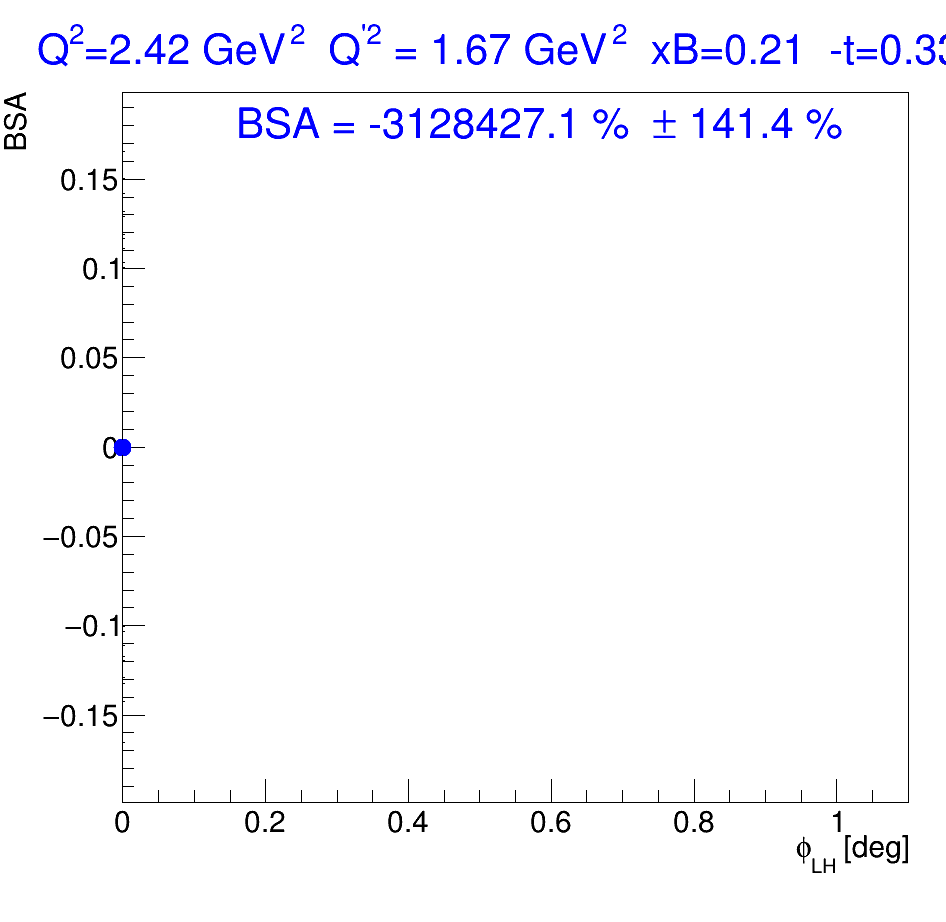 Q²=2.42 GeV² Q'² = 1.67 GeV² xB=0.21 -t=0.33
BSA
BSA = -3128427.1 % ± 141.4 %
0.15
0.1
0.05
0
−0.05
−0.1
−0.15
0 0.2 0.4 0.6 0.8 1
ϕLH [deg]